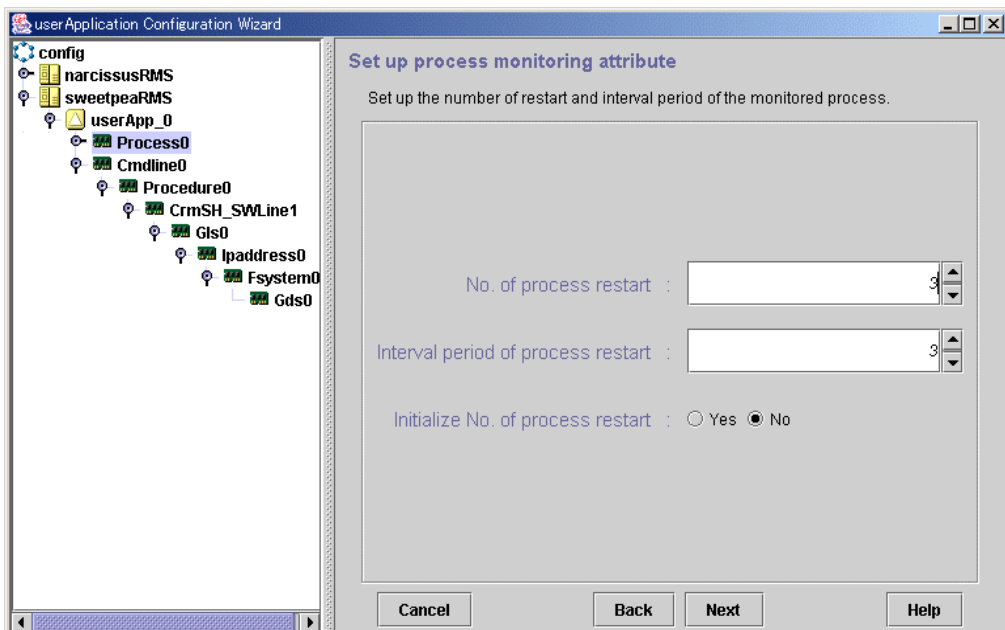 userApplication Configuration Wizard
config
narcissusRMS
sweetpeaRMS
userApp_0
Process0
Cmdline0
Procedure0
CrmSH_SWLine1
Gls0
Ipaddress0
Fsystem0
Gds0
Set up process monitoring attribute
Set up the number of restart and interval period of the monitored process.
No. of process restart : 3
Interval period of process restart : 3
Initialize No. of process restart : Yes No
Cancel Back Next Help